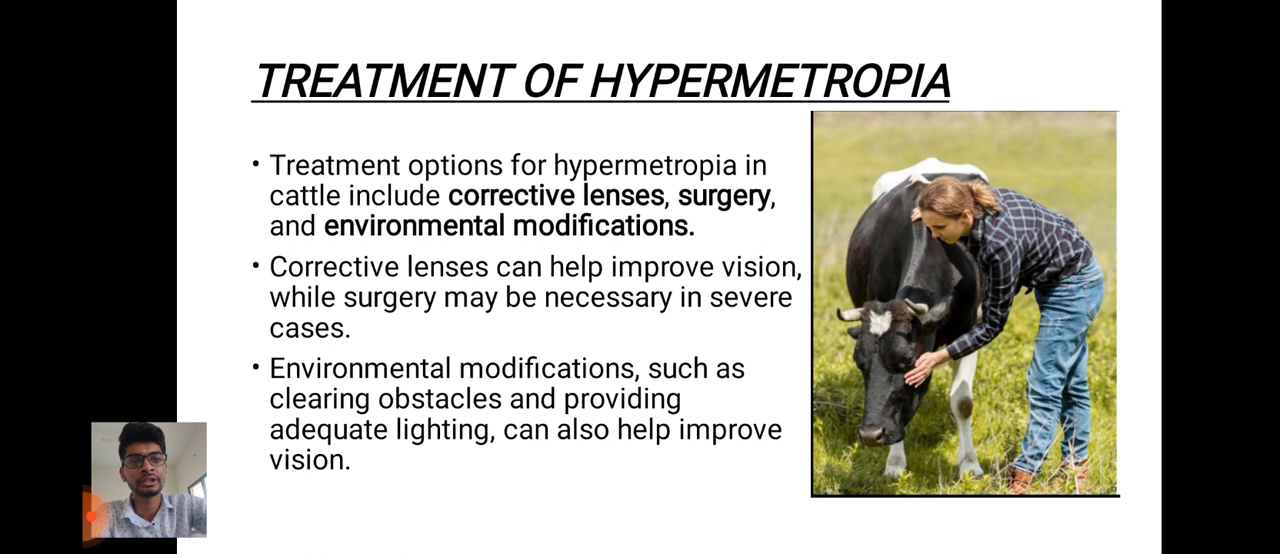 TREATMENT OF HYPERMETROPIA
• Treatment options for hypermetropia in
cattle include corrective lenses, surgery,
and environmental modifications.
• Corrective lenses can help improve vision,
while surgery may be necessary in severe
cases.
• Environmental modifications, such as
clearing obstacles and providing
adequate lighting, can also help improve
vision.